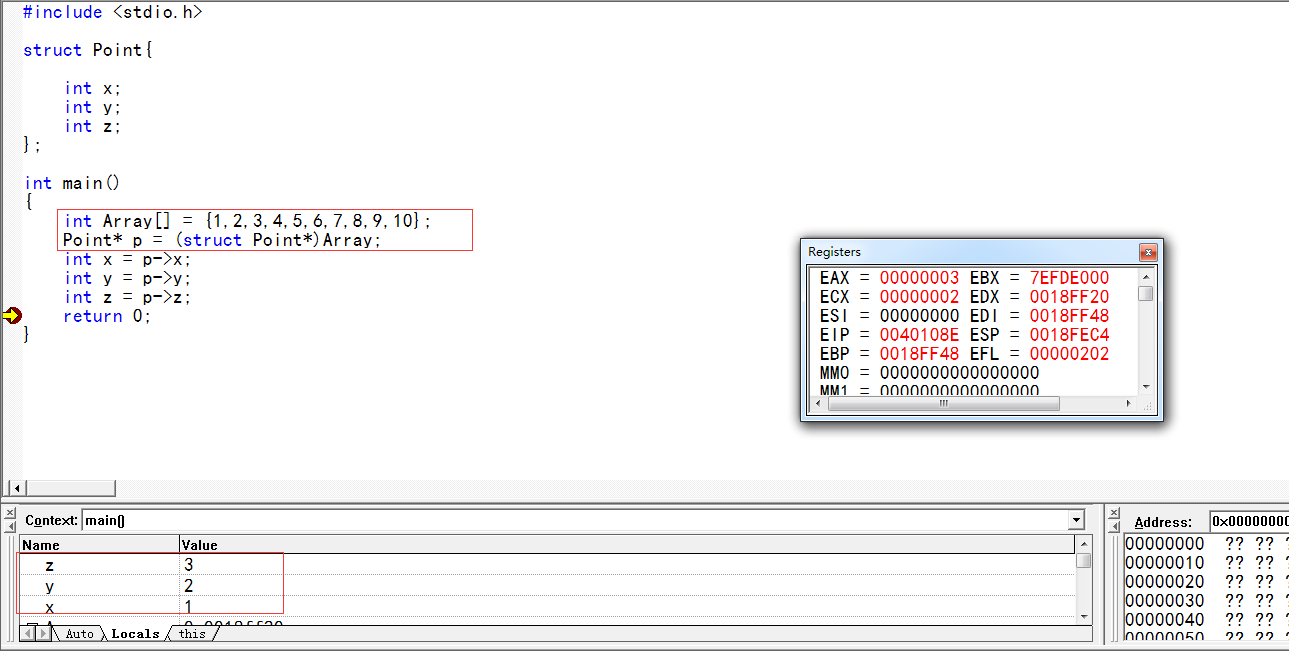 #include <stdio.h>
struct Point{
int x;
int y;
int z;
};
int main()
{
int Array[] = {1,2,3,4,5,6,7,8,9,10};
Point* p = (struct Point*)Array;
int x = p->x;
int y = p->y;
int z = p->z;
return 0;
}
Registers
EAX = 00000003 EBX = 7EFDE000
ECX = 00000002 EDX = 0018FF20
ESI = 00000000 EDI = 0018FF48
EIP = 0040108E ESP = 0018FEC4
EBP = 0018FF48 EFL = 00000202
MM0 = 0000000000000000
MM1 = 0000000000000000
Context: main()
Name Value
z 3
y 2
x 1
Auto Locals this
Address: 0x00000000
00000000 ?? ??
00000010 ?? ??
00000020 ?? ??
00000030 ?? ??
00000040 ?? ??
00000050 ?? ??